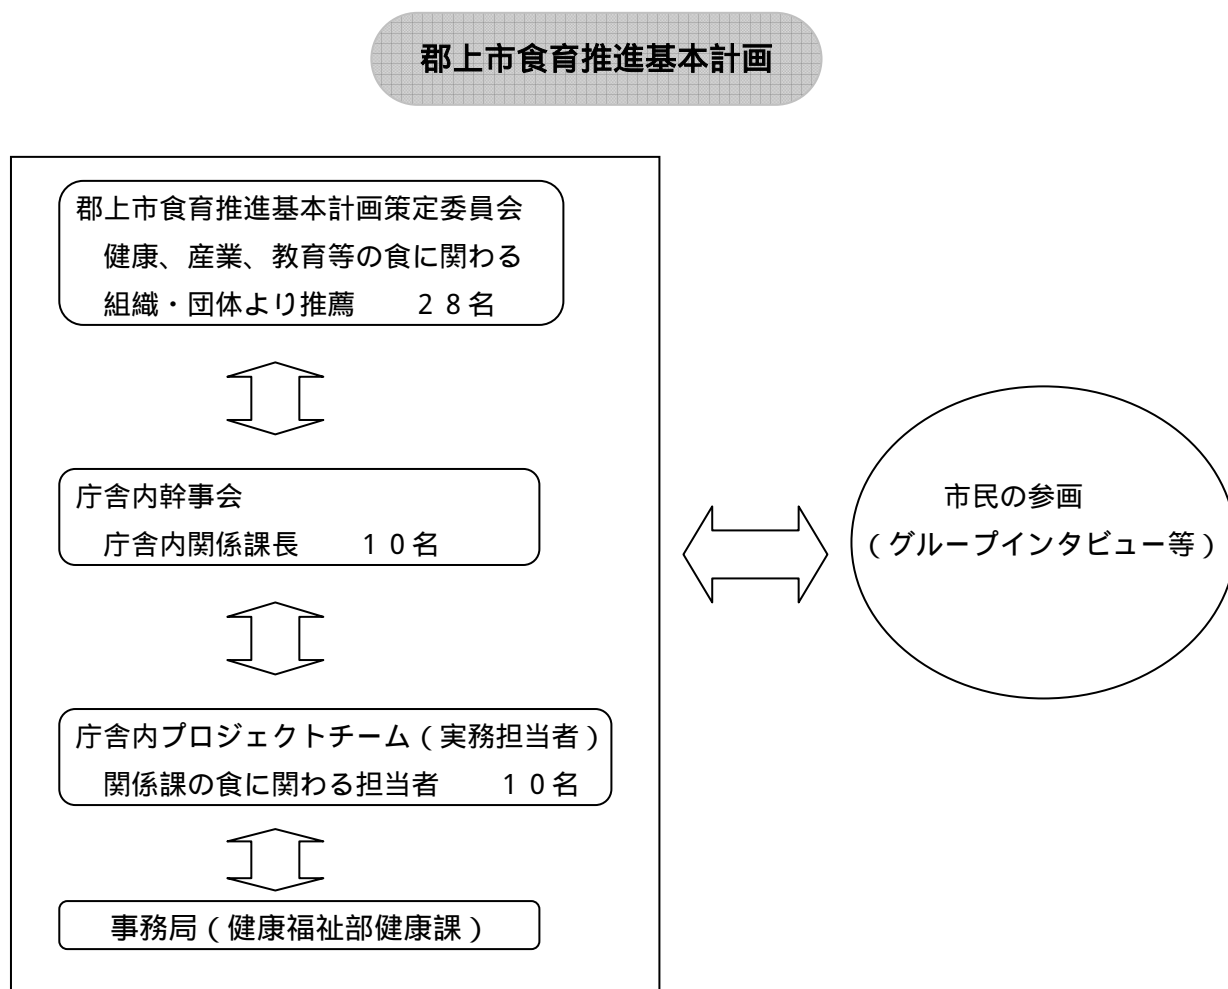 郡上市食育推進基本計画
郡上市食育推進基本計画策定委員会
健康、産業、教育等の食に関わる
組織・団体より推薦　　２８名
庁舎内幹事会
庁舎内関係課長　　１０名
庁舎内プロジェクトチーム（実務担当者）
関係課の食に関わる担当者　　１０名
事務局（健康福祉部健康課）
市民の参画
（グループインタビュー等）